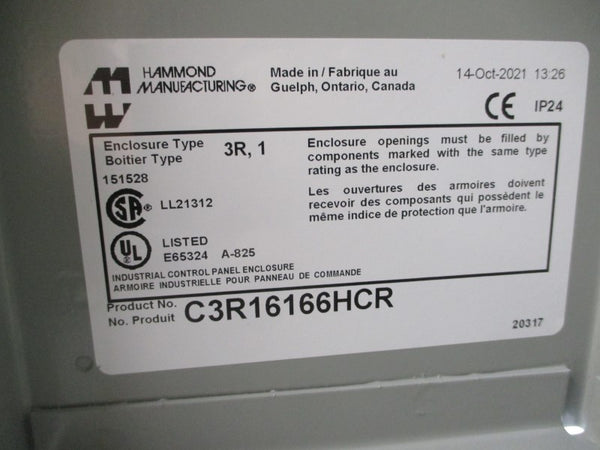 HAMMOND
MANUFACTURING®
Made in / Fabrique au
Guelph, Ontario, Canada
14-Oct-2021 13:26
CE IP24
Enclosure Type
Boitier Type
3R, 1
151528
SA ® LL21312
UL ® LISTED
E65324 A-825
INDUSTRIAL CONTROL PANEL ENCLOSURE
ARMOIRE INDUSTRIELLE POUR PANNEAU DE COMMANDE
Enclosure openings must be filled by
components marked with the same type
rating as the enclosure.
Les ouvertures des armoires doivent
recevoir des composants qui possèdent le
même indice de protection que l'armoire.
Product No.
No. Produit
C3R16166HCR
20317